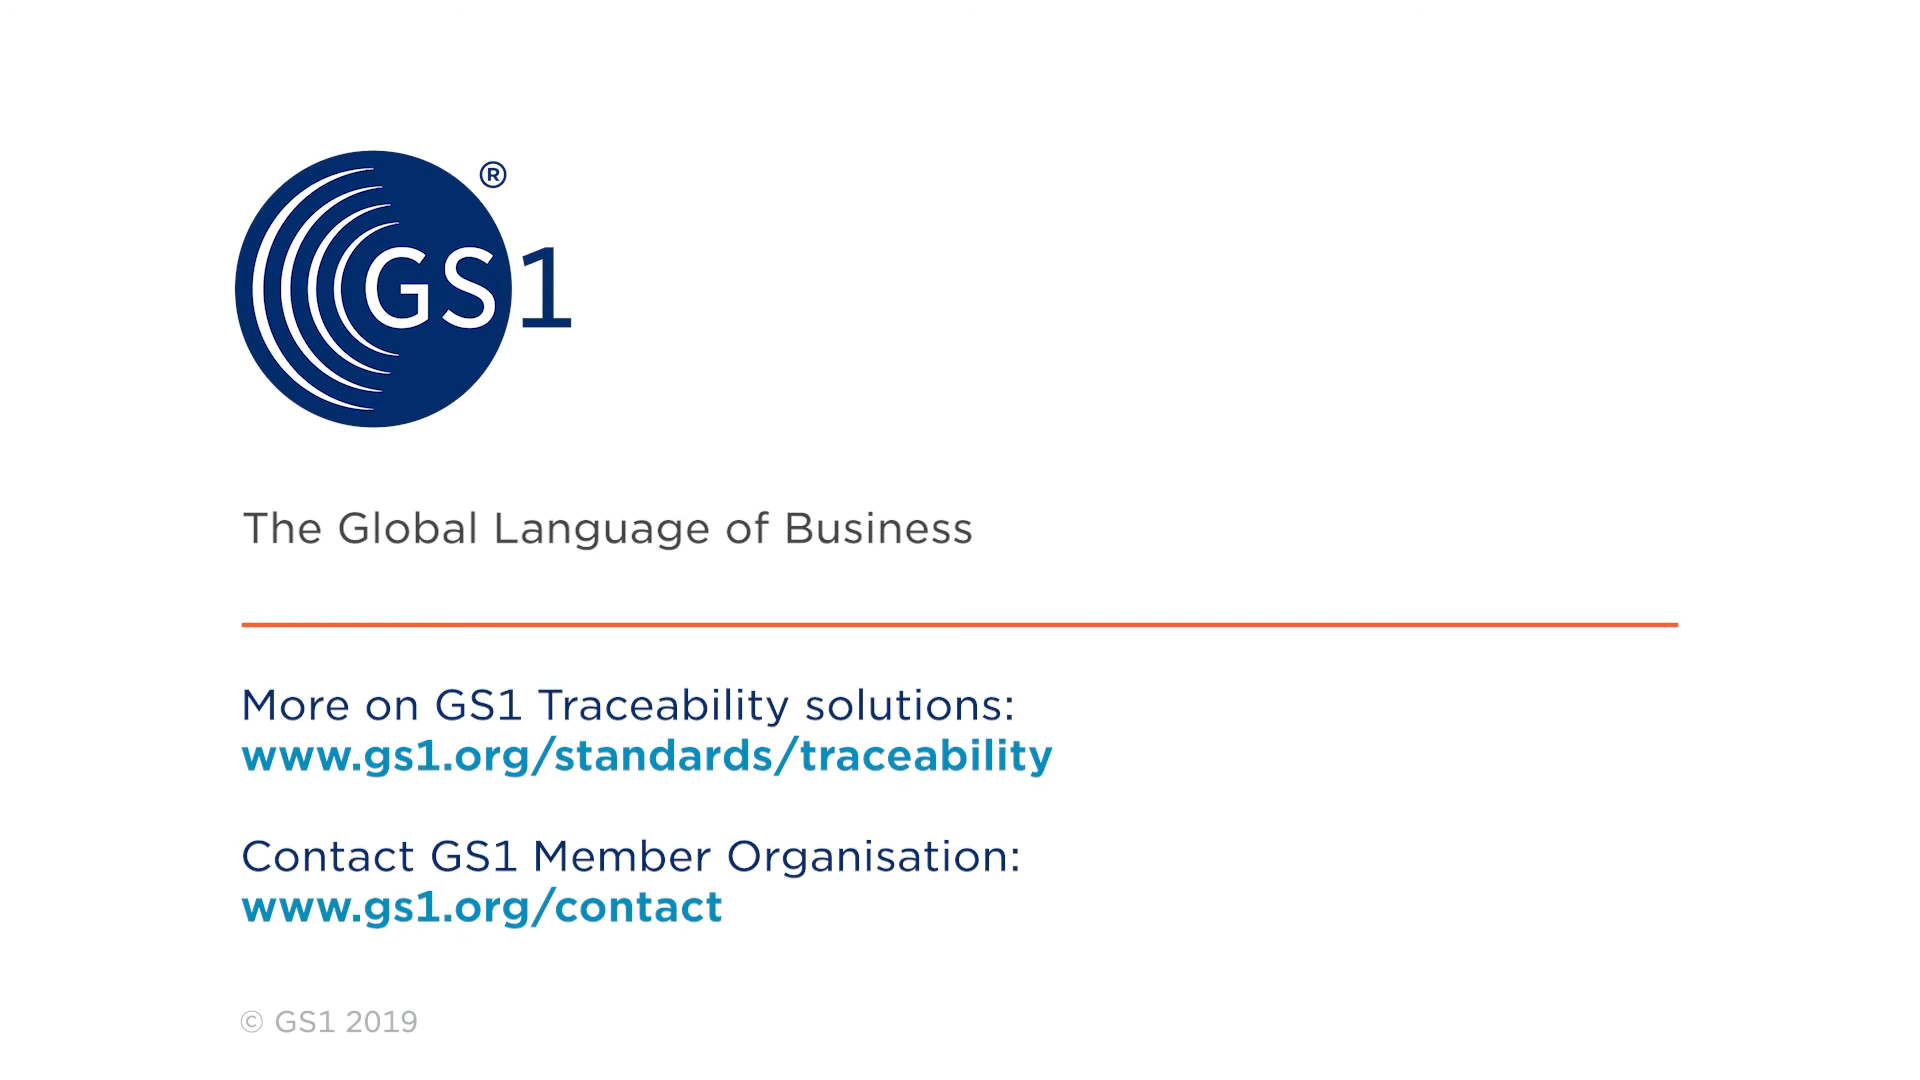 GS1®
The Global Language of Business
More on GS1 Traceability solutions:
www.gs1.org/standards/traceability
Contact GS1 Member Organisation:
www.gs1.org/contact
© GS1 2019